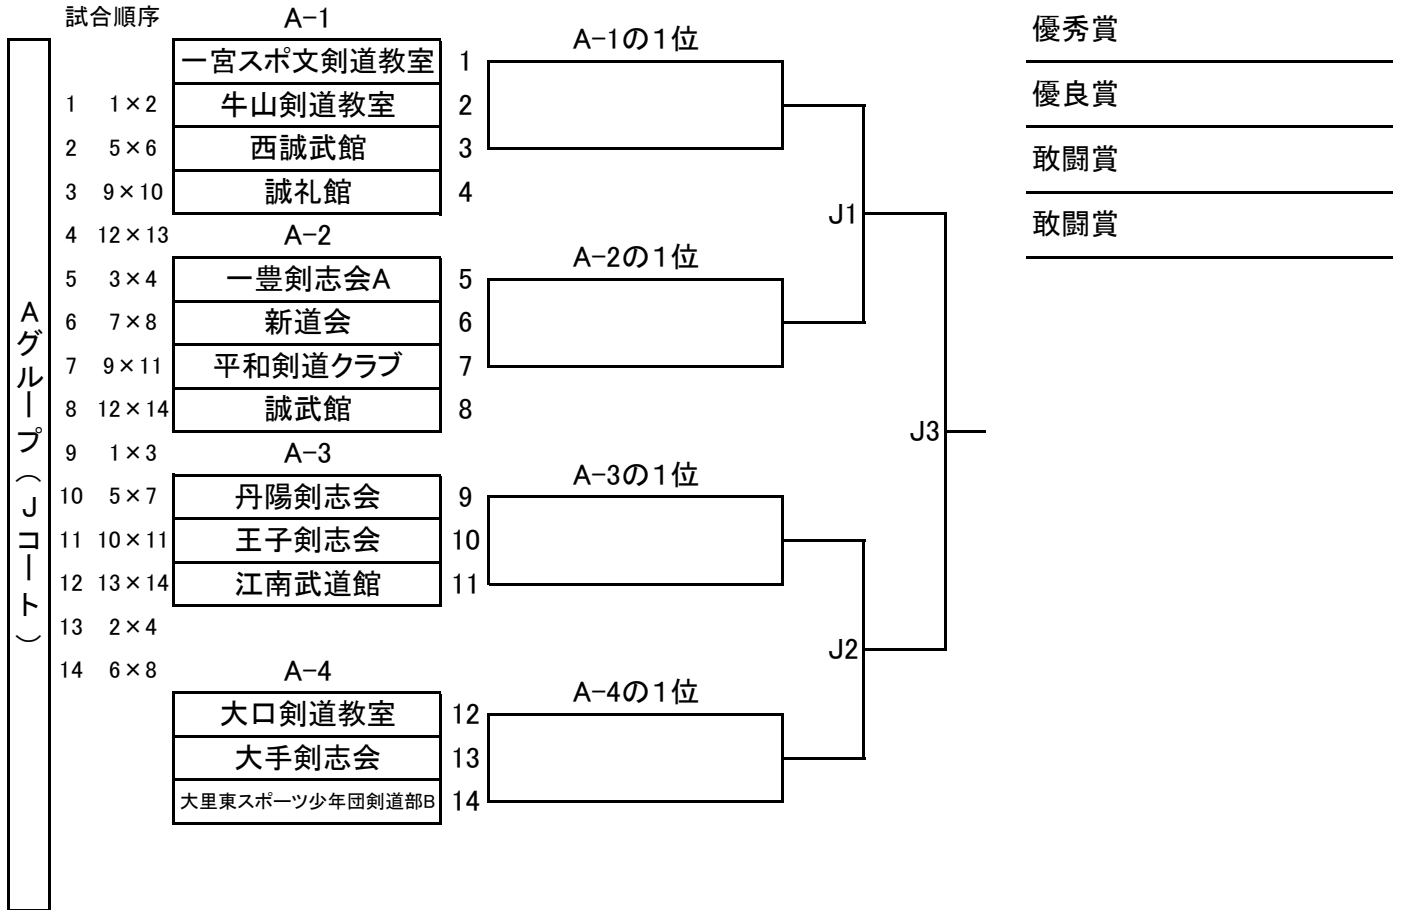 試合順序
Aグループ（Jコート）
1 1×2
2 5×6
3 9×10
4 12×13
5 3×4
6 7×8
7 9×11
8 12×14
9 1×3
10 5×7
11 10×11
12 13×14
13 2×4
14 6×8
A-1
一宮スポ文剣道教室 1
牛山剣道教室 2
西誠武館 3
誠礼館 4
A-2
一豊剣志会A 5
新道会 6
平和剣道クラブ 7
誠武館 8
A-3
丹陽剣志会 9
王子剣志会 10
江南武道館 11
A-4
大口剣道教室 12
大手剣志会 13
大里東スポーツ少年団剣道部B 14
A-1の1位
A-2の1位
A-3の1位
A-4の1位
J1
J2
J3
優秀賞
優良賞
敢闘賞
敢闘賞